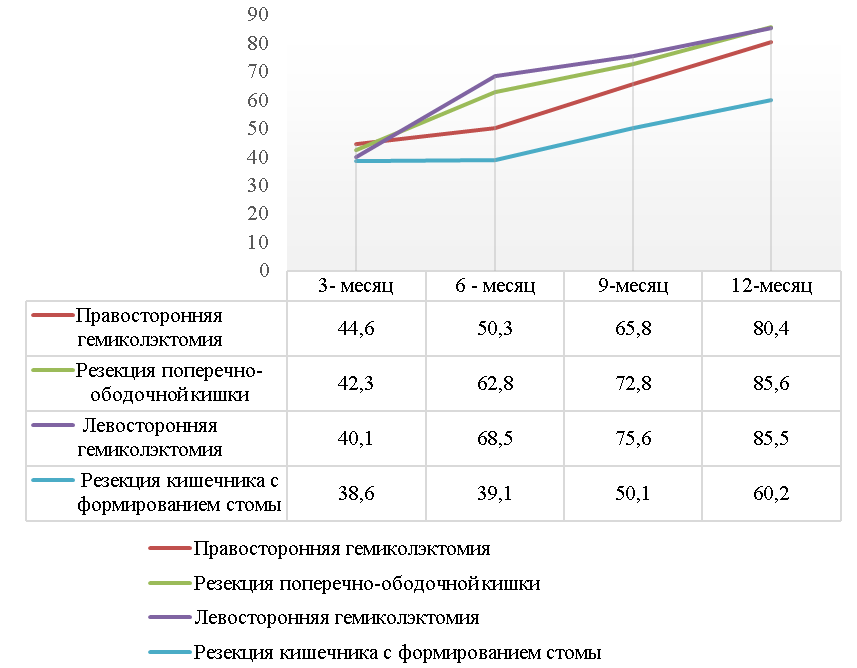 90
80
70
60
50
40
30
20
10
0
3- месяц 6 - месяц 9-месяц 12-месяц
Правосторонняя
гемиколэктомия
44,6 50,3 65,8 80,4
Резекция поперечно-
ободочной кишки
42,3 62,8 72,8 85,6
Левосторонняя
гемиколэктомия
40,1 68,5 75,6 85,5
Резекция кишечника с
формированием стомы
38,6 39,1 50,1 60,2
Правосторонняя гемиколэктомия
Резекция поперечно-ободочной кишки
Левосторонняя гемиколэктомия
Резекция кишечника с формированием стомы